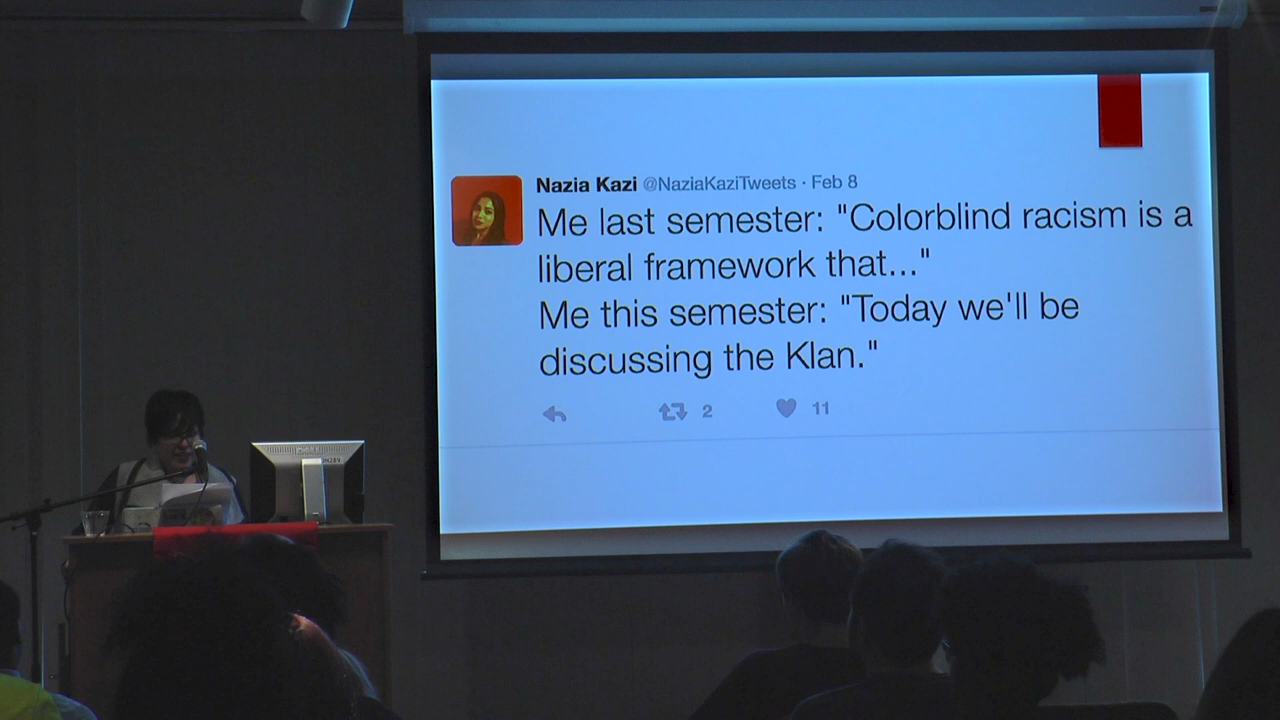 Nazia Kazi @NaziaKaziTweets · Feb 8
Me last semester: "Colorblind racism is a
liberal framework that..."
Me this semester: "Today we'll be
discussing the Klan."
2 11